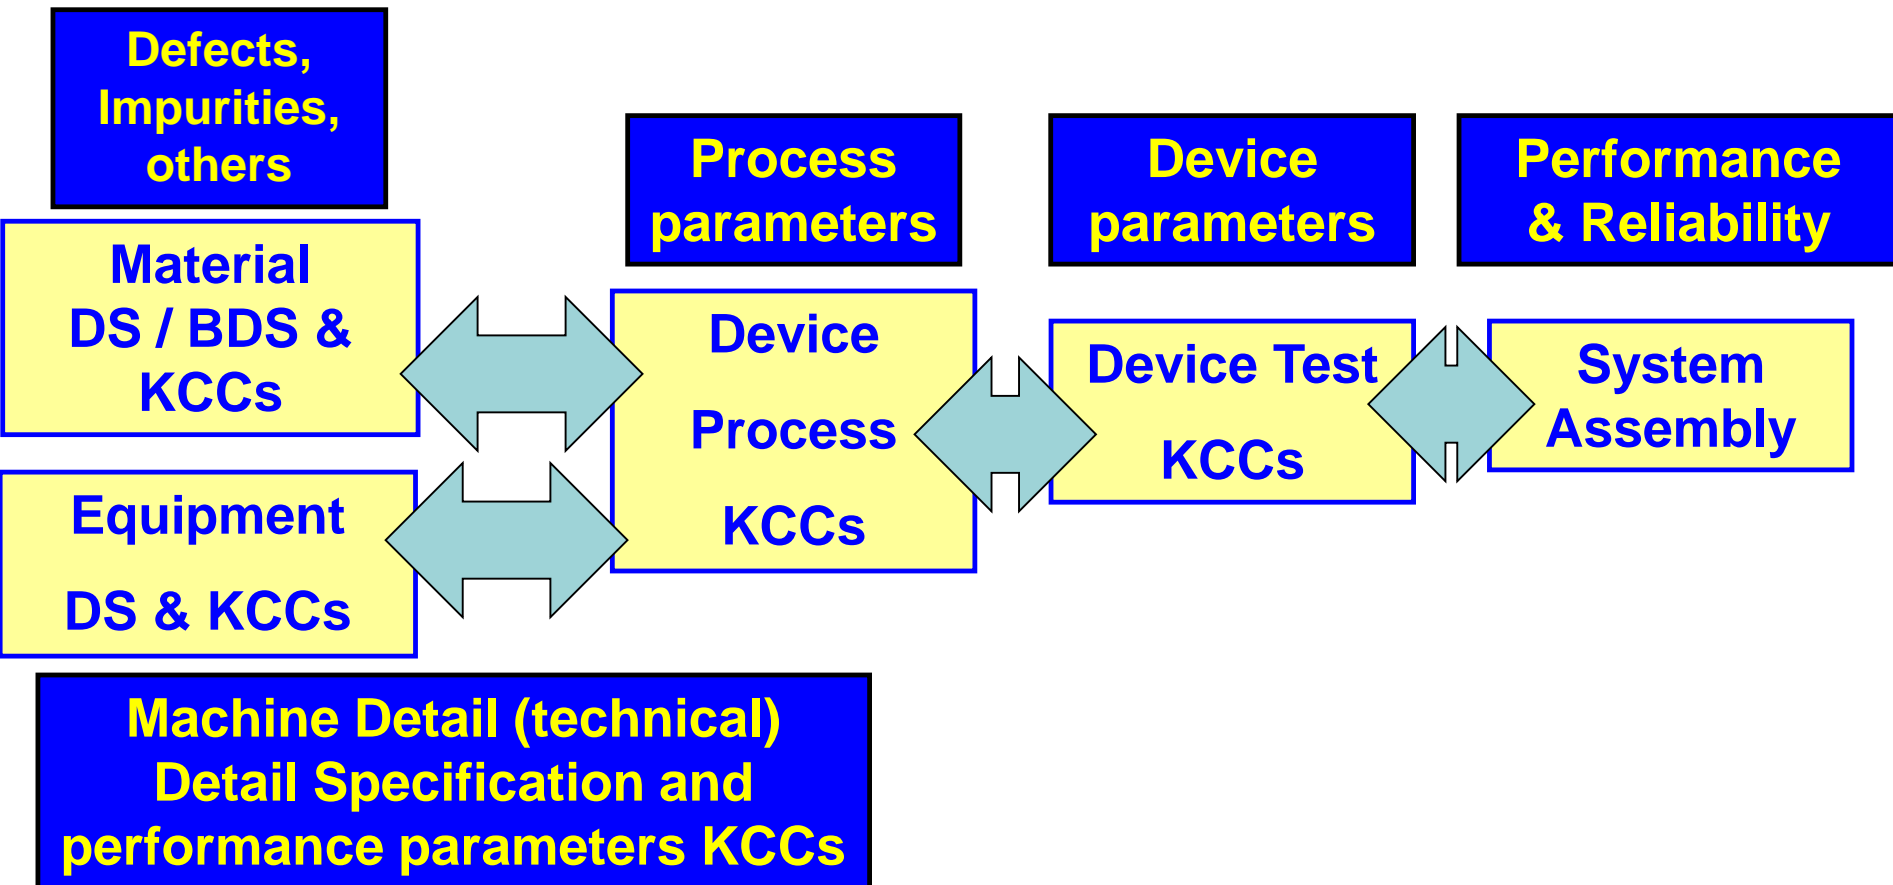 Defects,
Impurities,
others
Process
parameters
Device
parameters
Performance
& Reliability
Material
DS / BDS &
KCCs
Device
Process
KCCs
Device Test
KCCs
System
Assembly
Equipment
DS & KCCs
Machine Detail (technical)
Detail Specification and
performance parameters KCCs